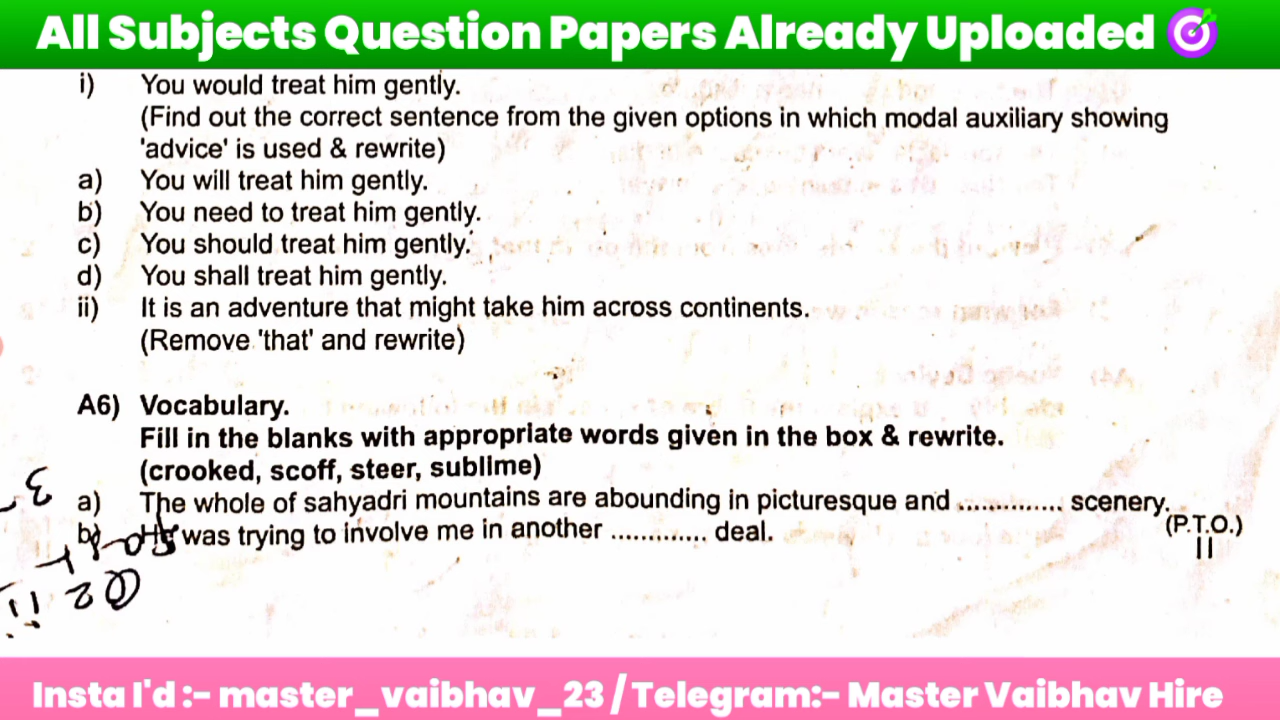 All Subjects Question Papers Already Uploaded
i) You would treat him gently.
(Find out the correct sentence from the given options in which modal auxiliary showing
'advice' is used & rewrite)
a) You will treat him gently.
b) You need to treat him gently.
c) You should treat him gently.
d) You shall treat him gently.
ii) It is an adventure that might take him across continents.
(Remove 'that' and rewrite)
A6) Vocabulary.
Fill in the blanks with appropriate words given in the box & rewrite.
(crooked, scoff, steer, sublime)
a) The whole of sahyadri mountains are abounding in picturesque and .............. scenery.
b) He was trying to involve me in another ............. deal.
(P.T.O.)
Insta I'd :- master_vaibhav_23 / Telegram:- Master Vaibhav Hire